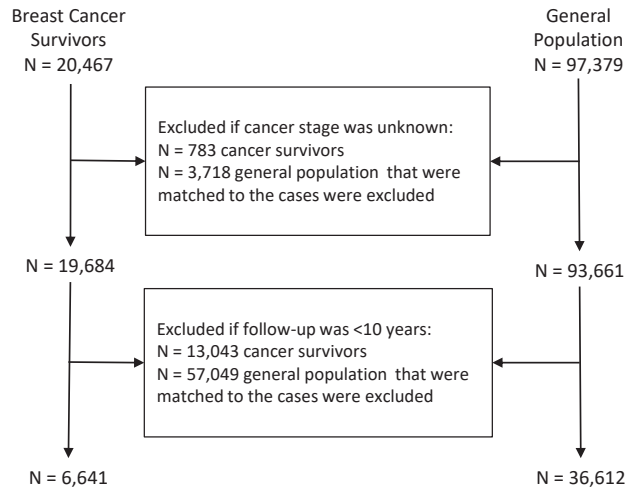 Breast Cancer
Survivors
N = 20,467
General
Population
N = 97,379
Excluded if cancer stage was unknown:
N = 783 cancer survivors
N = 3,718 general population that were
matched to the cases were excluded
N = 19,684
N = 93,661
Excluded if follow-up was <10 years:
N = 13,043 cancer survivors
N = 57,049 general population that were
matched to the cases were excluded
N = 6,641
N = 36,612